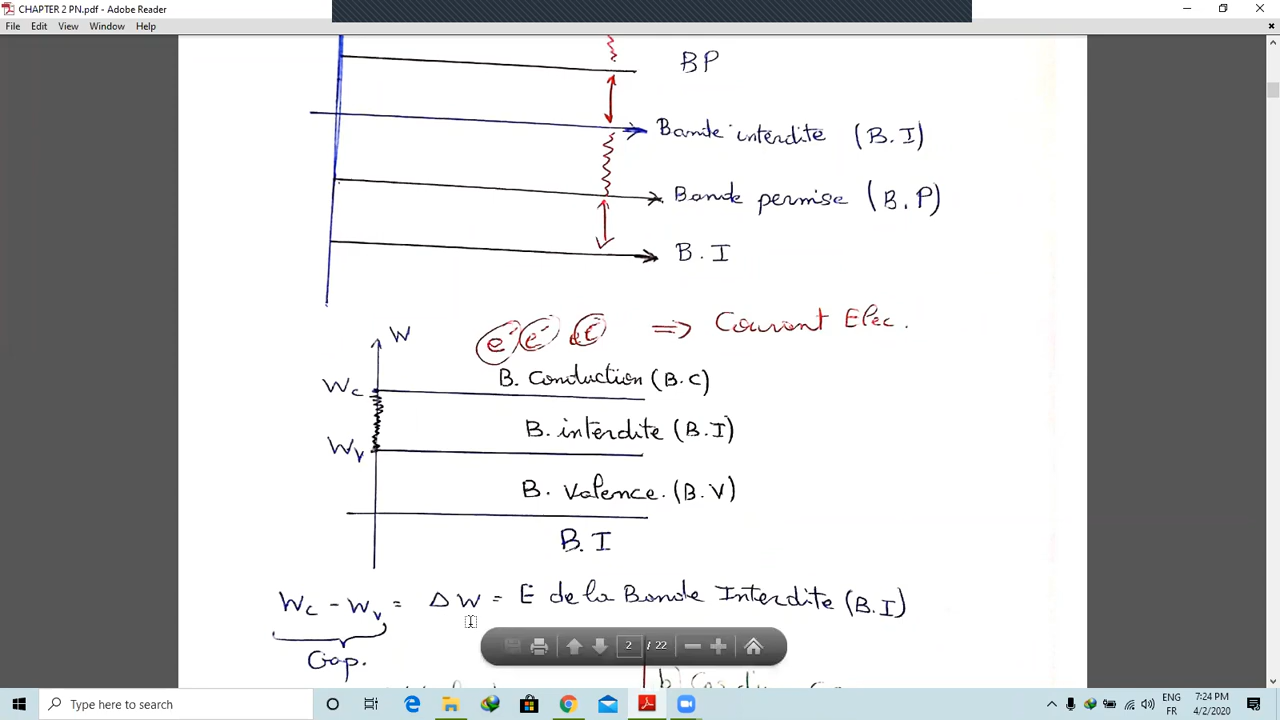 CHAPTER 2 PN.pdf - Adobe Reader
File Edit View Window Help
BP
Bande interdite (B.I)
Bande permise (B.P)
B.I
W
e⁻ e⁻ e⁻ ⇒ Courant Elec.
Wc
B. Conduction (B.C)
B. interdite (B.I)
Wv
B. Valence. (B.V)
B.I
Wc - Wv = ΔW = E de la Bande Interdite (B.I)
Gap.
2 / 22
b)
Type here to search
ENG
FR
7:24 PM
4/2/2020